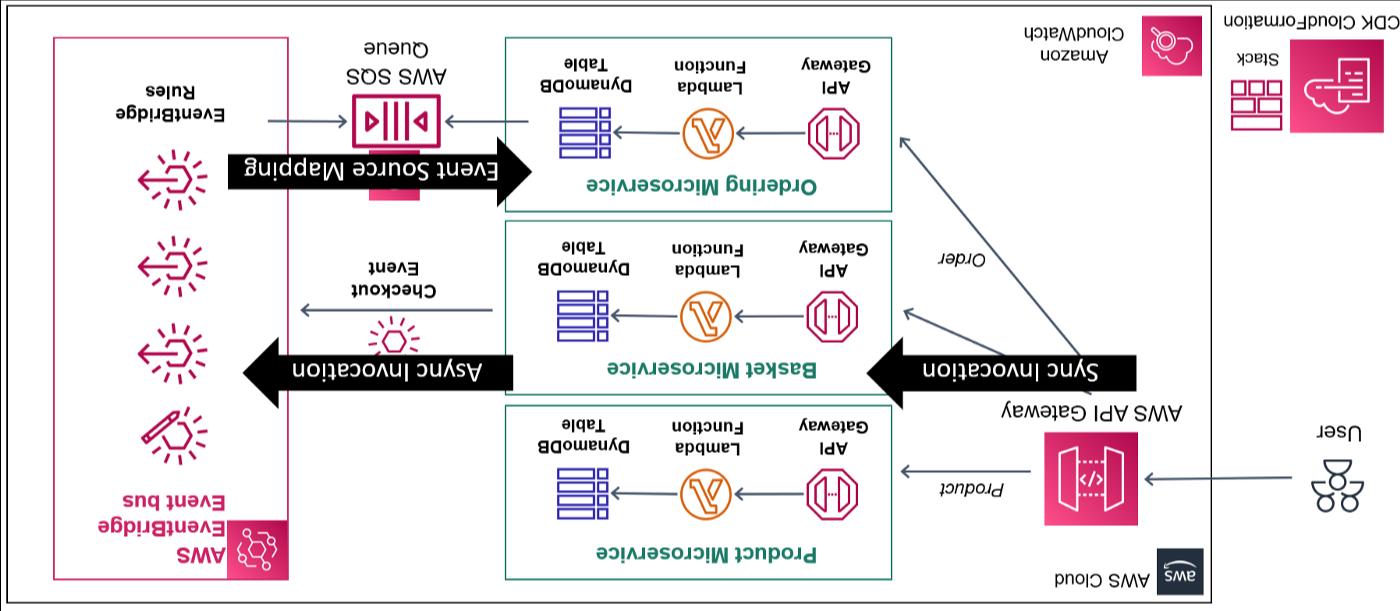 AWS Cloud
aws
User
AWS API Gateway
Product
Order
Sync Invocation
Product Microservice
API
Gateway
Lambda
Function
DynamoDB
Table
Basket Microservice
API
Gateway
Lambda
Function
DynamoDB
Table
Async Invocation
Checkout
Event
Ordering Microservice
API
Gateway
Lambda
Function
DynamoDB
Table
Event Source Mapping
AWS SQS
Queue
AWS
EventBridge
Event bus
EventBridge
Rules
Amazon
CloudWatch
Stack
CDK CloudFormation